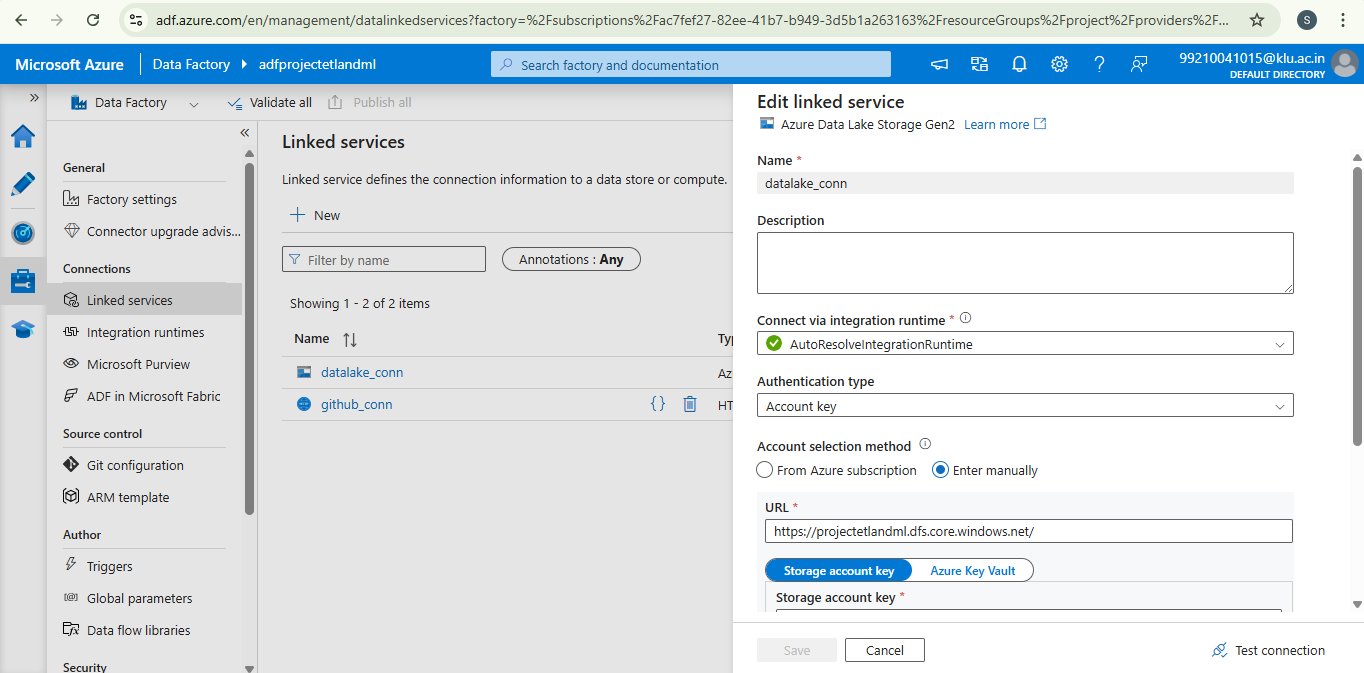 adf.azure.com/en/management/datalinkedservices?factory=%2Fsubscriptions%2Fac7fef27-82ee-41b7-b949-3d5b1a263163%2FresourceGroups%2Fproject%2Fproviders%2F...
S
Microsoft Azure
Data Factory
adfprojectetlandml
Search factory and documentation
99210041015@klu.ac.in
DEFAULT DIRECTORY
Data Factory
Validate all
Publish all
General
Factory settings
Connector upgrade advis...
Connections
Linked services
Integration runtimes
Microsoft Purview
ADF in Microsoft Fabric
Source control
Git configuration
ARM template
Author
Triggers
Global parameters
Data flow libraries
Security
Linked services
Linked service defines the connection information to a data store or compute.
New
Filter by name
Annotations : Any
Showing 1 - 2 of 2 items
Name
Ty
datalake_conn
Az
github_conn
HT
Edit linked service
Azure Data Lake Storage Gen2 Learn more
Name *
datalake_conn
Description
Connect via integration runtime *
AutoResolveIntegrationRuntime
Authentication type
Account key
Account selection method
From Azure subscription
Enter manually
URL *
https://projectetlandml.dfs.core.windows.net/
Storage account key
Azure Key Vault
Storage account key *
Save
Cancel
Test connection